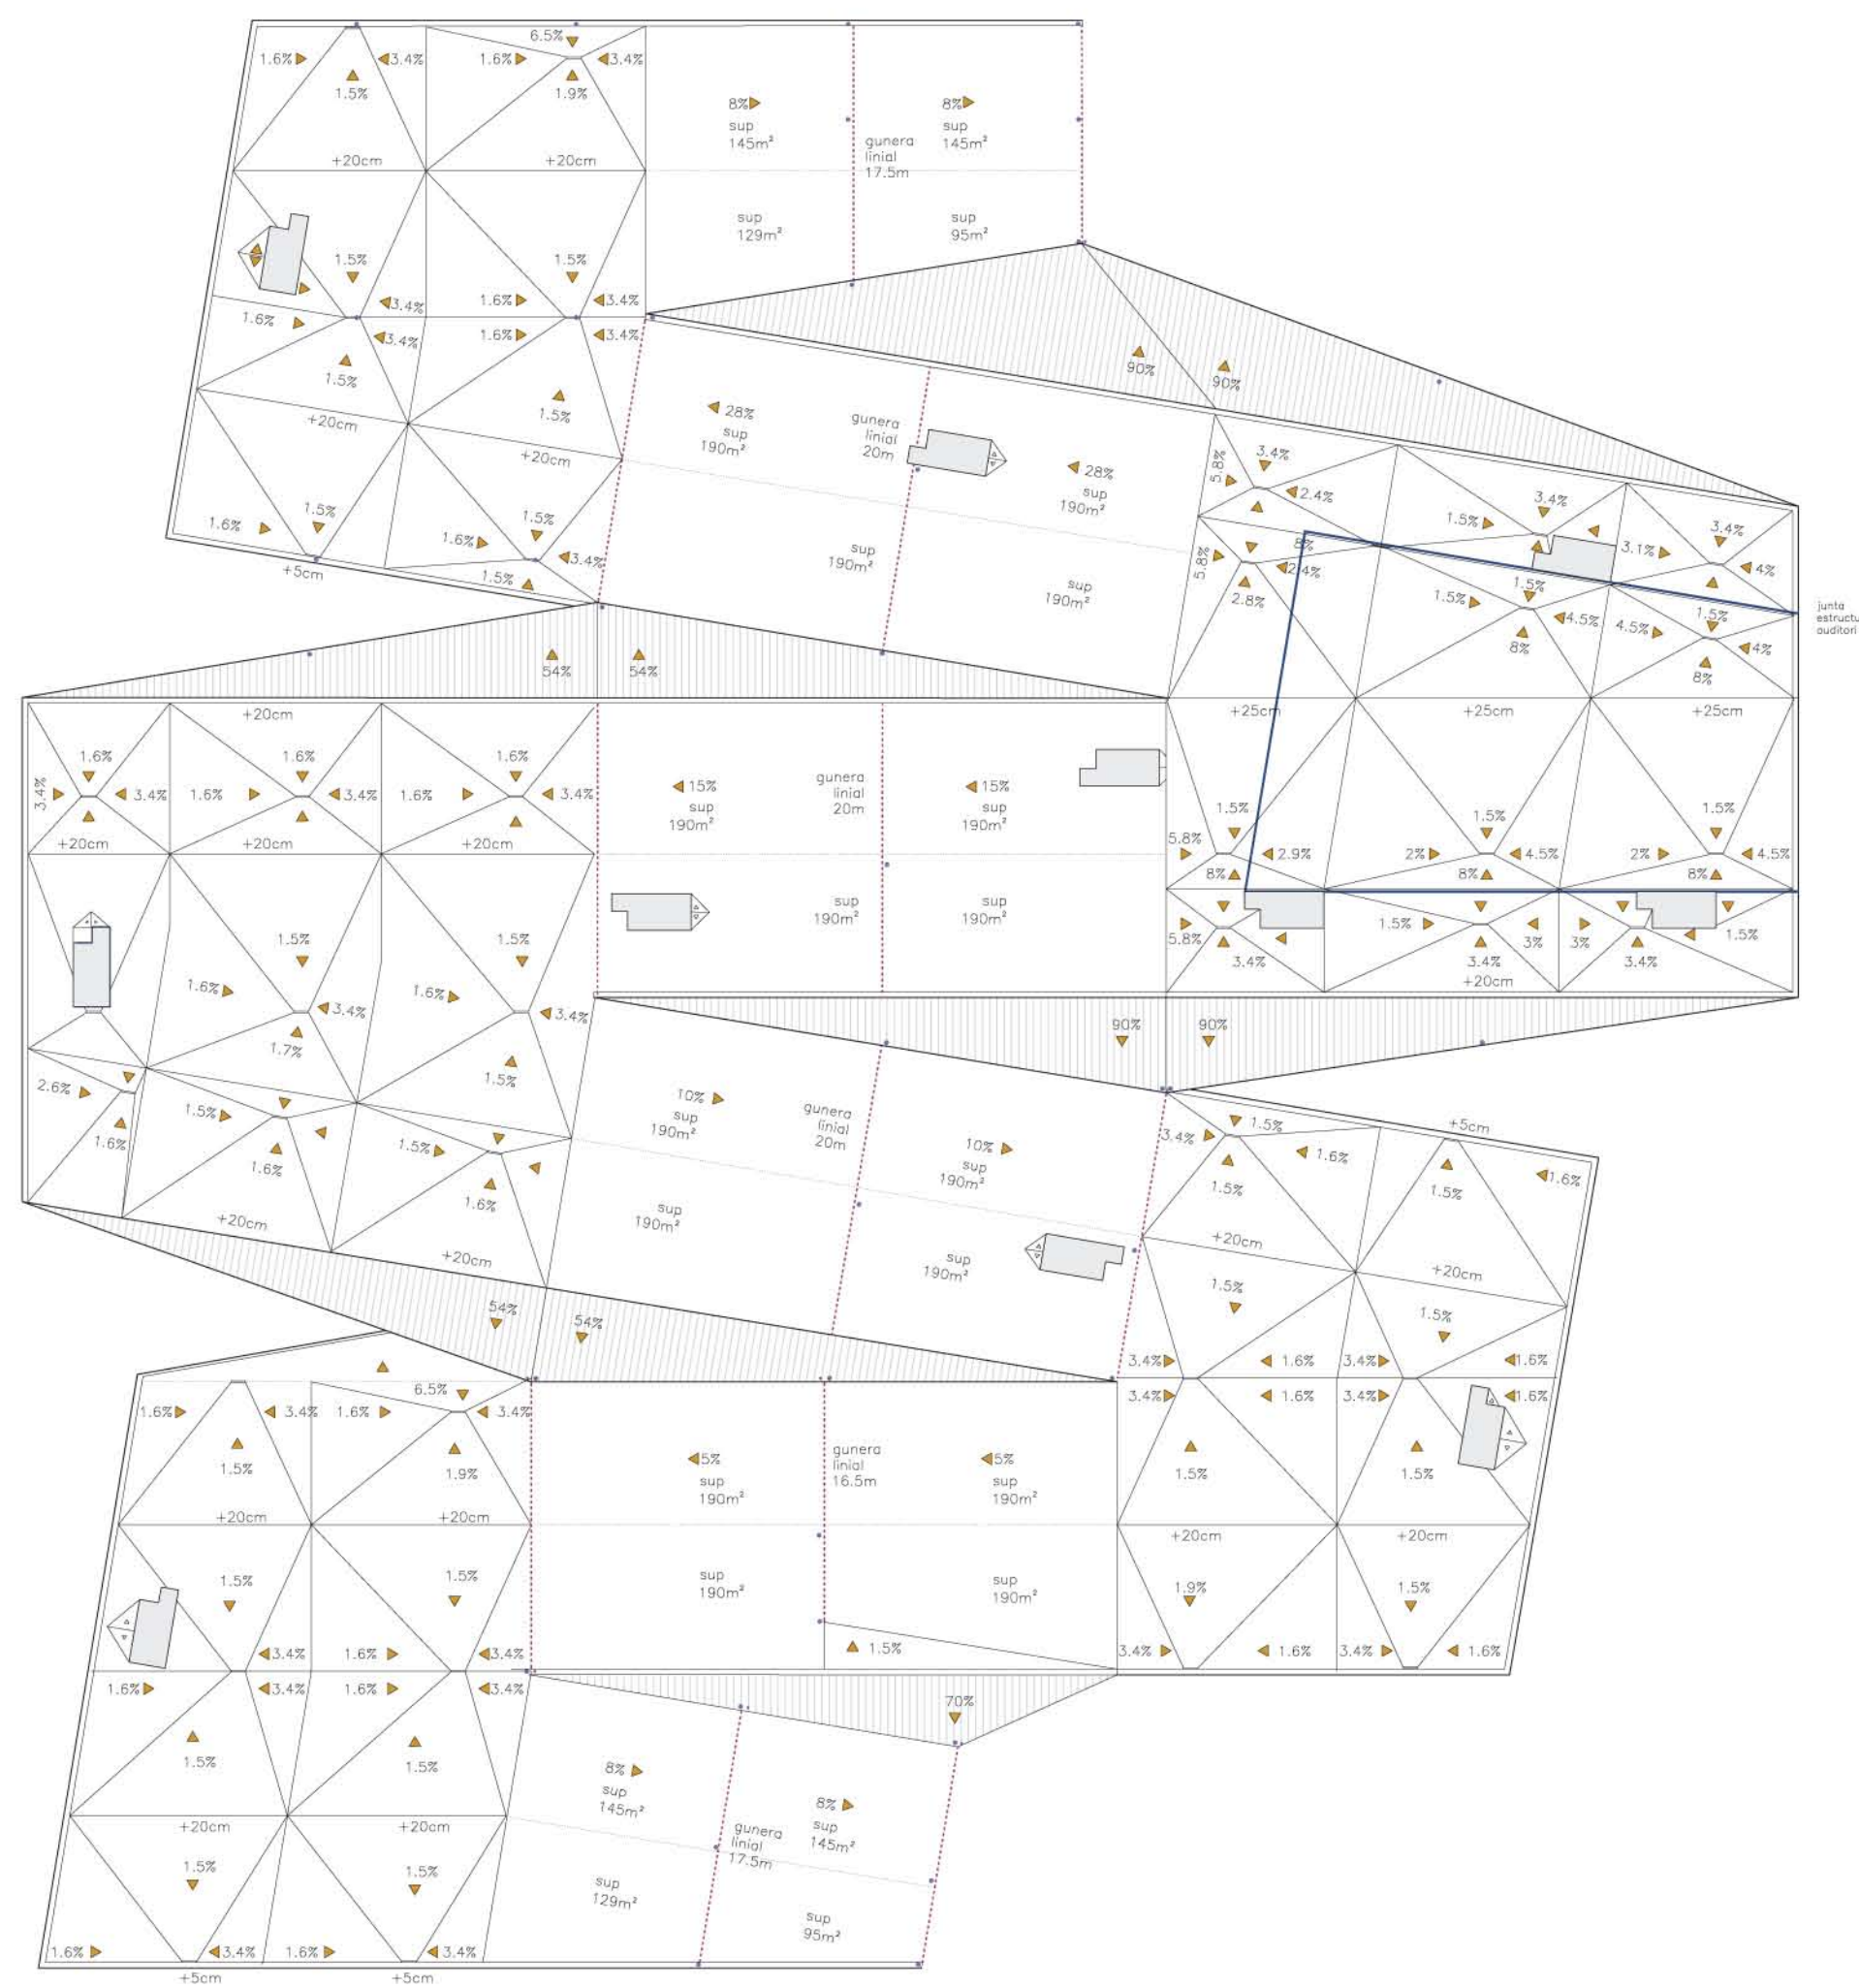 6.5%
1.6% 3.4% 1.6% 3.4%
1.5% 1.9%
8% 8%
sup sup
145m² 145m²
gunera
linial
17.5m
+20cm +20cm
sup sup
129m² 95m²
1.5% 1.5%
3.4% 1.6% 3.4%
1.6% 3.4% 1.6% 3.4%
1.5%
90% 90%
1.5%
28%
sup
190m²
gunera
linial
20m
+20cm
+20cm
28%
sup
190m²
5.8% 3.4%
2.4% 1.5% 3.4%
3.4%
3.1%
4%
1.6% 1.5% 1.6% 1.5% 3.4%
1.5%
+5cm
sup
190m²
sup
190m²
5.8% 8%
2.4%
2.8%
1.5% 1.5%
4.5% 4.5% 1.5%
8% 4%
8%
junta
estructu
auditori
54% 54%
+20cm
+25cm +25cm +25cm
1.6% 1.6% 1.6%
3.4% 3.4% 1.6% 3.4% 1.6% 3.4%
15%
sup
190m²
gunera
linial
20m
15%
sup
190m²
1.5% 1.5% 1.5%
+20cm +20cm +20cm
5.8% 2.9% 2% 4.5% 2% 4.5%
8% 8% 8%
sup
190m²
sup
190m²
5.8% 1.5% 3% 3% 1.5%
3.4% 3.4% 3.4%
+20cm
1.5% 1.5%
1.6% 1.6%
3.4% 3.4%
1.7%
1.5%
90% 90%
2.6%
1.5%
1.6%
1.6%
1.5%
1.6%
10%
sup
190m²
gunera
linial
20m
10%
sup
190m²
3.4% 1.5% +5cm
1.6%
1.5% 1.5% 1.6%
+20cm
+20cm
sup
190m²
sup
190m²
+20cm
+20cm
1.5%
1.5%
54% 54%
3.4% 1.6% 3.4% 1.6%
3.4% 1.6% 3.4% 1.6%
6.5%
1.6% 3.4% 1.6% 3.4%
1.5% 1.9%
5%
sup
190m²
gunera
linial
16.5m
5%
sup
190m²
1.5% 1.5%
+20cm +20cm
+20cm +20cm
1.5% 1.5%
sup
190m²
sup
190m²
1.9% 1.5%
3.4% 1.6% 3.4%
1.5%
3.4% 1.6% 3.4% 1.6%
1.6% 3.4% 1.6% 3.4%
70%
1.5% 1.5%
8%
sup
145m²
8%
sup
145m²
gunera
linial
17.5m
+20cm +20cm
1.5% 1.5%
sup
129m²
sup
95m²
1.6% 3.4% 1.6% 3.4%
+5cm +5cm